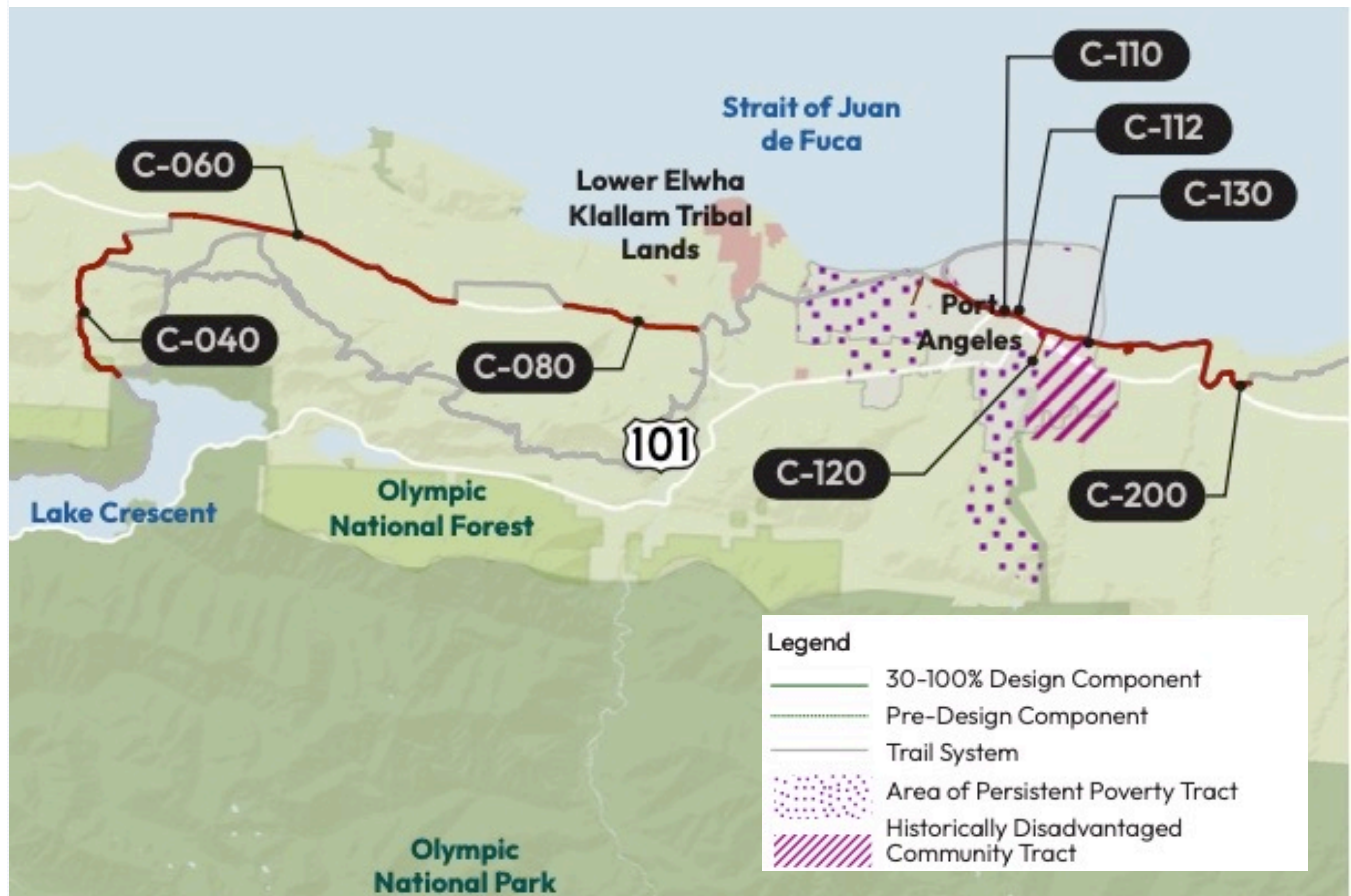 C-110
Strait of Juan
de Fuca
C-112
C-060
Lower Elwha
Klallam Tribal
Lands
C-130
Port
Angeles
C-040
C-080
101
C-120
C-200
Lake Crescent
Olympic
National Forest
Legend
30-100% Design Component
Pre-Design Component
Trail System
Area of Persistent Poverty Tract
Historically Disadvantaged
Community Tract
Olympic
National Park